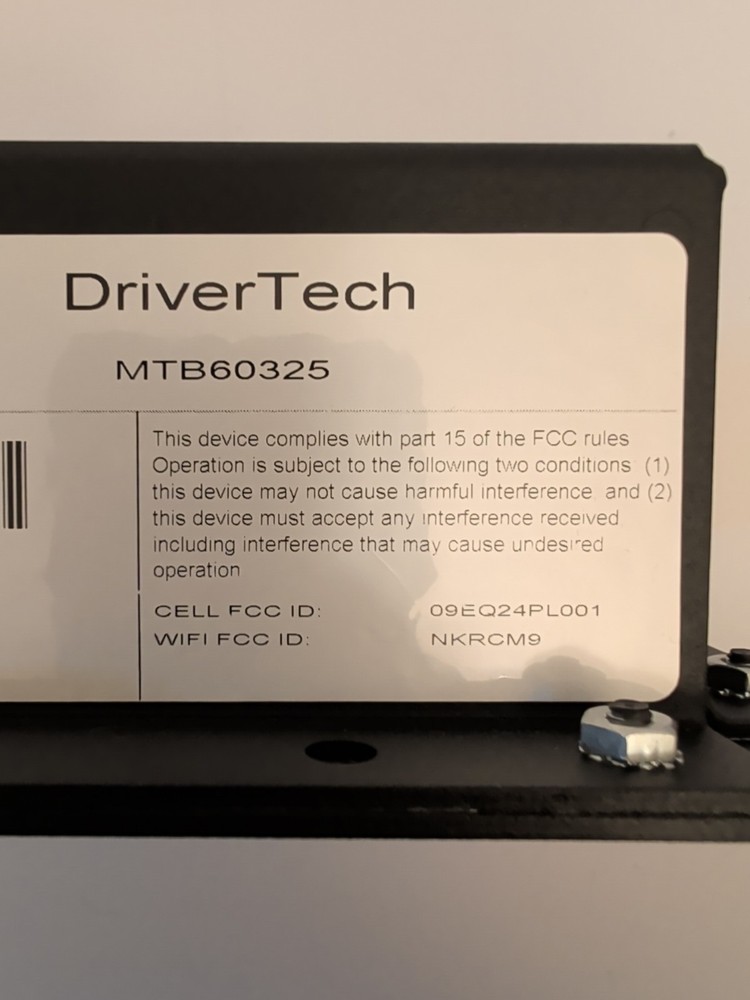 DriverTech
MTB60325
This device complies with part 15 of the FCC rules
Operation is subject to the following two conditions (1)
this device may not cause harmful interference and (2)
this device must accept any interference received
including interference that may cause undesired
operation
CELL FCC ID: 09EQ24PL001
WIFI FCC ID: NKRCM9